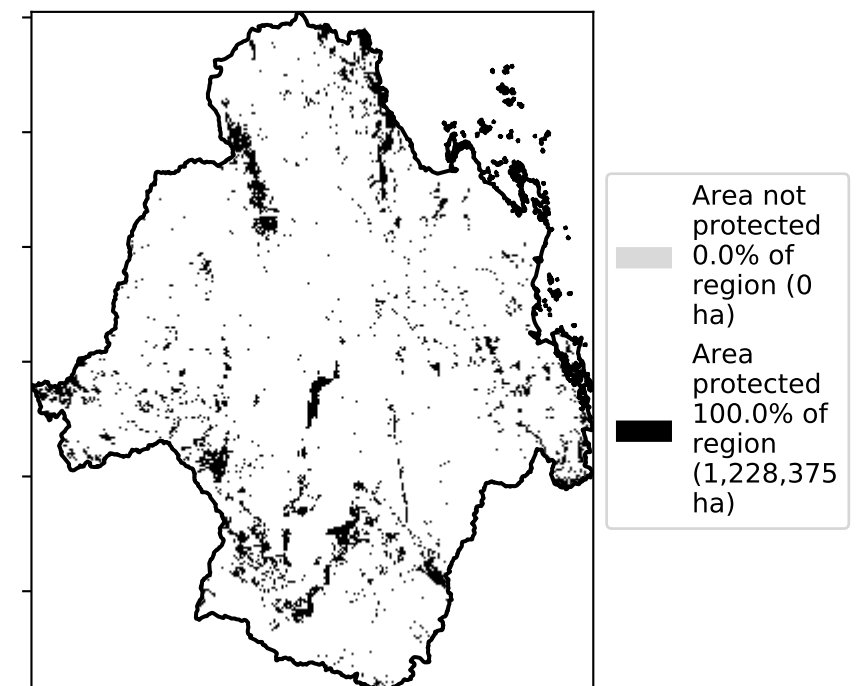 Area not
protected
0.0% of
region (0
ha)
Area
protected
100.0% of
region
(1,228,375
ha)